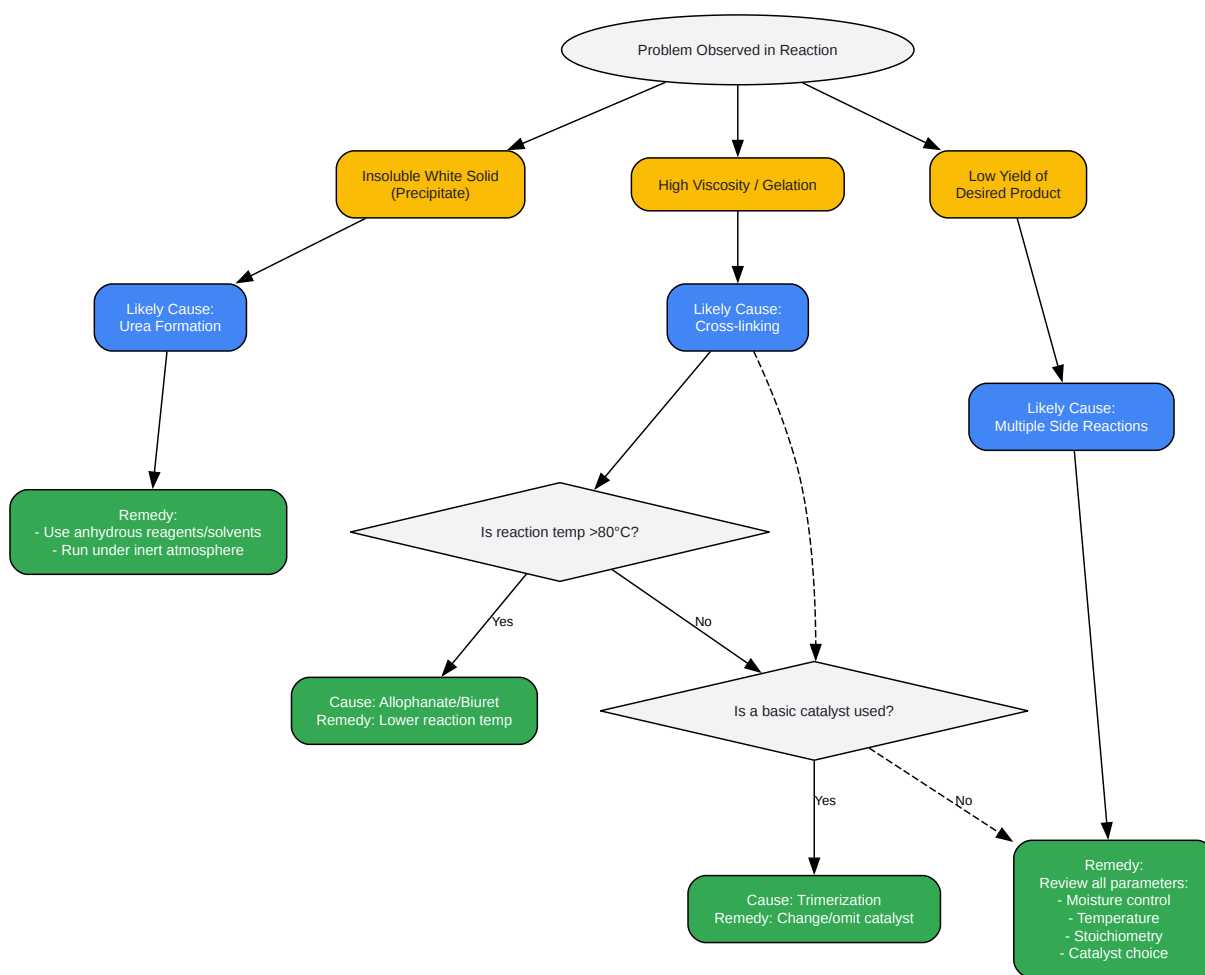 Problem Observed in Reaction
Insoluble White Solid
(Precipitate)
High Viscosity / Gelation
Low Yield of
Desired Product
Likely Cause:
Urea Formation
Likely Cause:
Cross-linking
Likely Cause:
Multiple Side Reactions
Remedy:
- Use anhydrous reagents/solvents
- Run under inert atmosphere
Is reaction temp >80°C?
Yes
No
Cause: Allophanate/Biuret
Remedy: Lower reaction temp
Is a basic catalyst used?
Yes
No
Cause: Trimerization
Remedy: Change/omit catalyst
Remedy:
Review all parameters:
- Moisture control
- Temperature
- Stoichiometry
- Catalyst choice